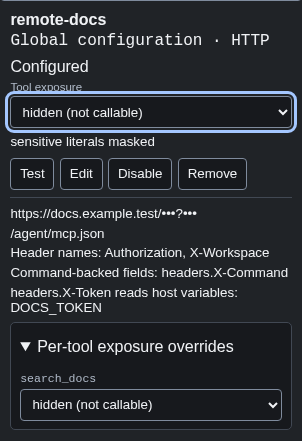 remote-docs
Global configuration · HTTP
Configured
Tool exposure
hidden (not callable)
sensitive literals masked
Test Edit Disable Remove
https://docs.example.test/•••?•••
/agent/mcp.json
Header names: Authorization, X-Workspace
Command-backed fields: headers.X-Command
headers.X-Token reads host variables:
DOCS_TOKEN
▼ Per-tool exposure overrides
search_docs
hidden (not callable)